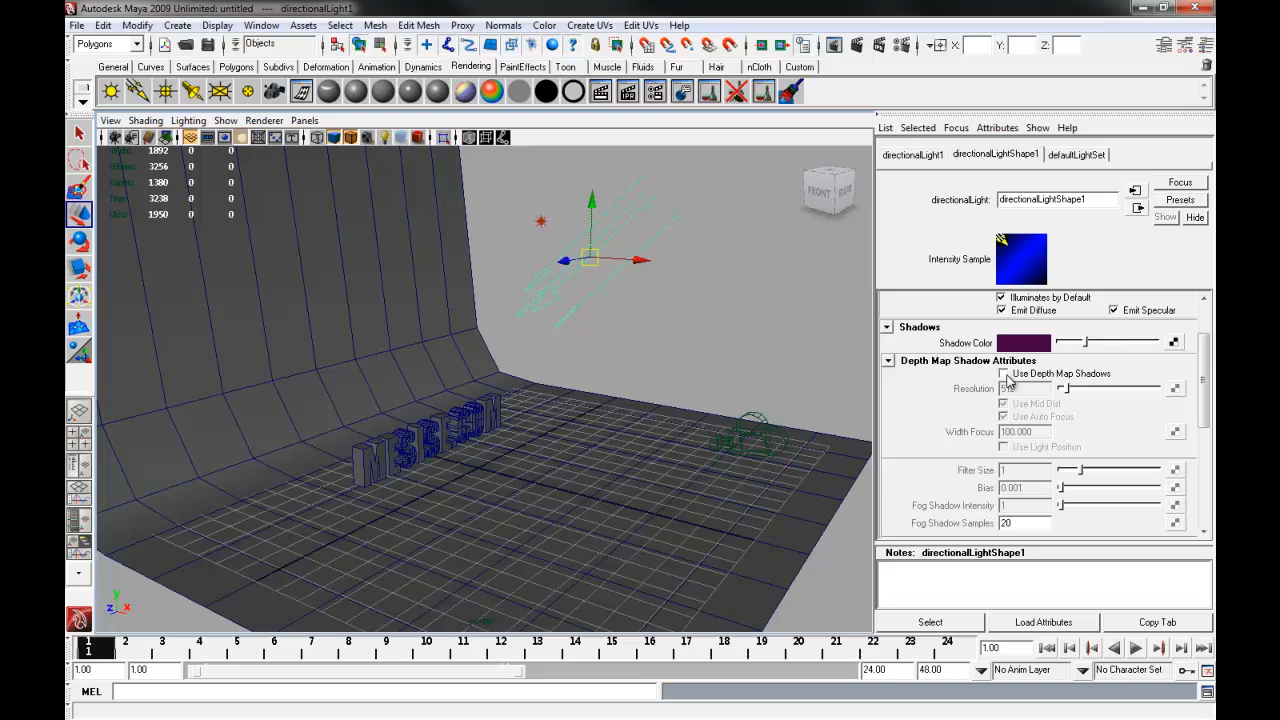 Autodesk Maya 2009 Unlimited: untitled --- directionalLight1
File Edit Modify Create Display Window Assets Select Mesh Edit Mesh Proxy Normals Color Create UVs Edit UVs Help
Polygons Objects X: Y: Z:
General Curves Surfaces Polygons Subdivs Deformation Animation Dynamics Rendering PaintEffects Toon Muscle Fluids Fur Hair nCloth Custom
View Shading Lighting Show Renderer Panels
1892 0 0
3256 0 0
1380 0 0
3238 0 0
1950 0 0
FRONT
MESSRON
y
z x
List Selected Focus Attributes Show Help
directionalLight1 directionalLightShape1 defaultLightSet
directionalLight: directionalLightShape1
Focus
Presets
Show Hide
Intensity Sample
Illuminates by Default
Emit Diffuse Emit Specular
Shadows
Shadow Color
Depth Map Shadow Attributes
Use Depth Map Shadows
Resolution
Use Mid Dist
Use Auto Focus
Width Focus 100.000
Use Light Position
Filter Size 1
Bias 0.001
Fog Shadow Intensity 1
Fog Shadow Samples 20
Notes: directionalLightShape1
Select Load Attributes Copy Tab
1 2 3 4 5 6 7 8 9 10 11 12 13 14 15 16 17 18 19 20 21 22 23 24
1 1.00
1.00 1.00 24.00 48.00 No Anim Layer No Character Set
MEL